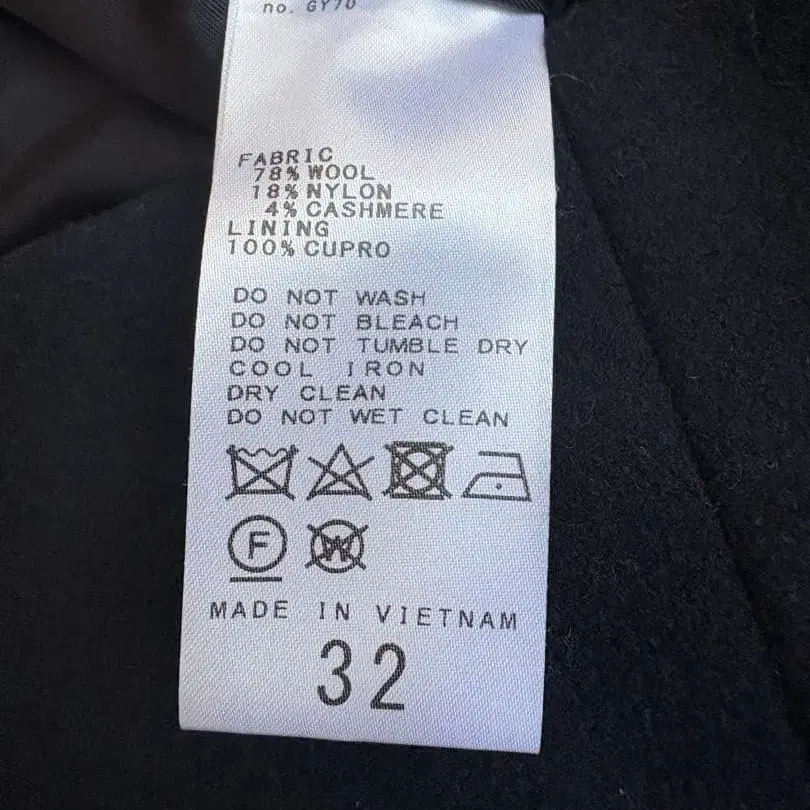 no. GY70
FABRIC
78% WOOL
18% NYLON
4% CASHMERE
LINING
100% CUPRO
DO NOT WASH
DO NOT BLEACH
DO NOT TUMBLE DRY
COOL IRON
DRY CLEAN
DO NOT WET CLEAN
F W
MADE IN VIETNAM
32